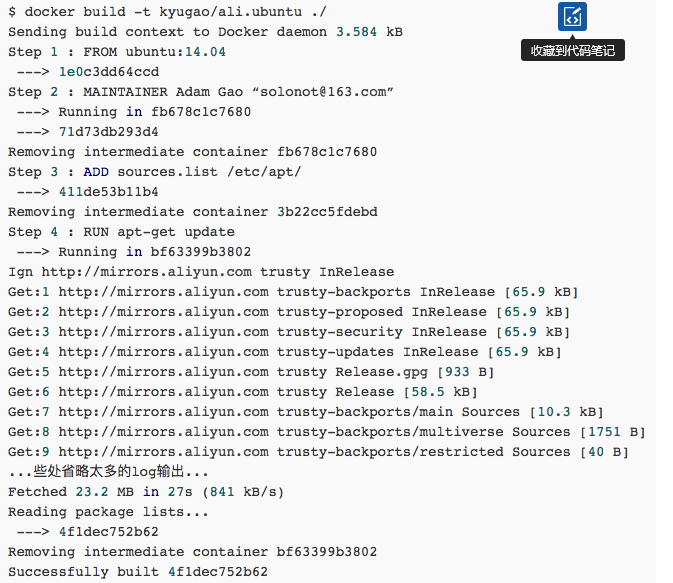 $ docker build -t kyugao/ali.ubuntu ./
收藏到代码笔记
Sending build context to Docker daemon 3.584 kB
Step 1 : FROM ubuntu:14.04
 ---> 1e0c3dd64ccd
Step 2 : MAINTAINER Adam Gao “solonot@163.com”
 ---> Running in fb678c1c7680
 ---> 71d73db293d4
Removing intermediate container fb678c1c7680
Step 3 : ADD sources.list /etc/apt/
 ---> 411de53b11b4
Removing intermediate container 3b22cc5fdebd
Step 4 : RUN apt-get update
 ---> Running in bf63399b3802
Ign http://mirrors.aliyun.com trusty InRelease
Get:1 http://mirrors.aliyun.com trusty-backports InRelease [65.9 kB]
Get:2 http://mirrors.aliyun.com trusty-proposed InRelease [65.9 kB]
Get:3 http://mirrors.aliyun.com trusty-security InRelease [65.9 kB]
Get:4 http://mirrors.aliyun.com trusty-updates InRelease [65.9 kB]
Get:5 http://mirrors.aliyun.com trusty Release.gpg [933 B]
Get:6 http://mirrors.aliyun.com trusty Release [58.5 kB]
Get:7 http://mirrors.aliyun.com trusty-backports/main Sources [10.3 kB]
Get:8 http://mirrors.aliyun.com trusty-backports/multiverse Sources [1751 B]
Get:9 http://mirrors.aliyun.com trusty-backports/restricted Sources [40 B]
...些处省略太多的log输出...
Fetched 23.2 MB in 27s (841 kB/s)
Reading package lists...
 ---> 4f1dec752b62
Removing intermediate container bf63399b3802
Successfully built 4f1dec752b62